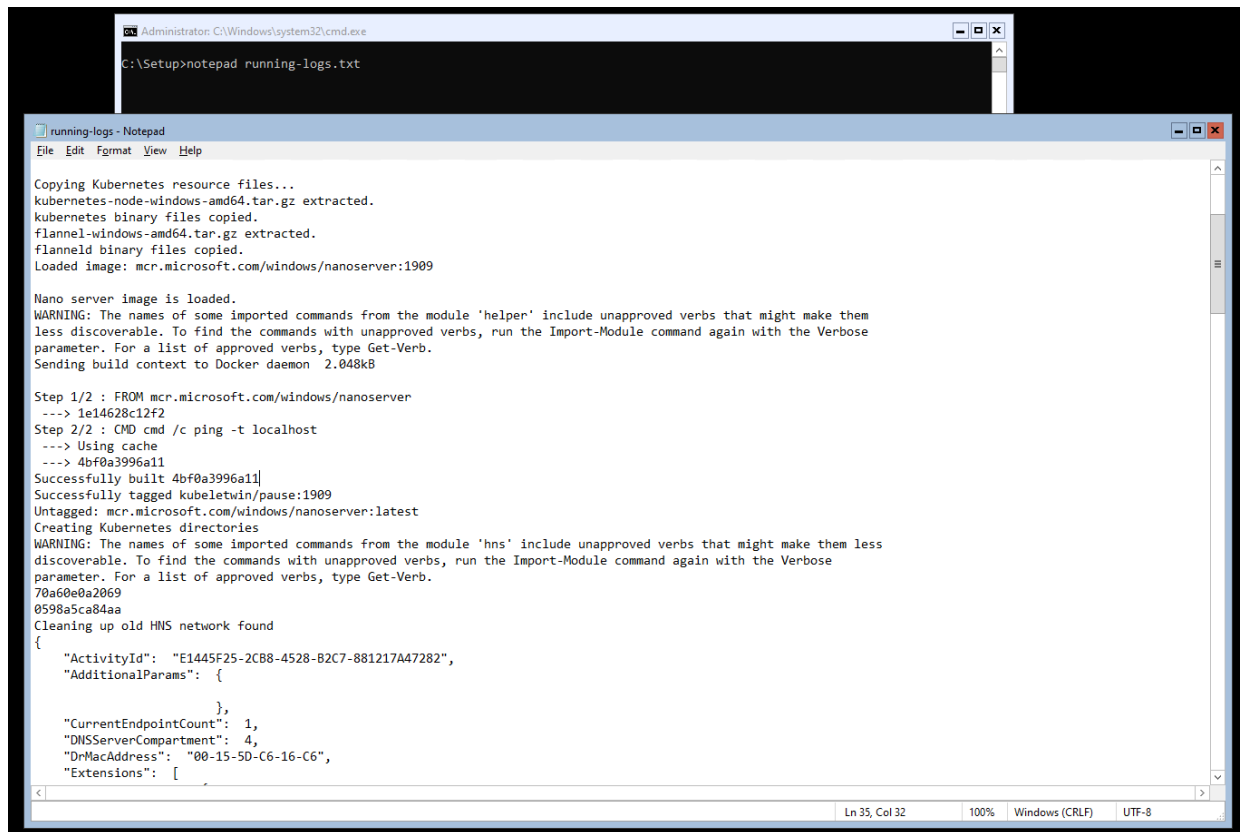 Administrator: C:\Windows\system32\cmd.exe
C:\Setup>notepad running-logs.txt
running-logs - Notepad
File Edit Format View Help
Copying Kubernetes resource files...
kubernetes-node-windows-amd64.tar.gz extracted.
kubernetes binary files copied.
flannel-windows-amd64.tar.gz extracted.
flanneld binary files copied.
Loaded image: mcr.microsoft.com/windows/nanoserver:1909
Nano server image is loaded.
WARNING: The names of some imported commands from the module 'helper' include unapproved verbs that might make them
less discoverable. To find the commands with unapproved verbs, run the Import-Module command again with the Verbose
parameter. For a list of approved verbs, type Get-Verb.
Sending build context to Docker daemon  2.048kB
Step 1/2 : FROM mcr.microsoft.com/windows/nanoserver
 ---> 1e14628c12f2
Step 2/2 : CMD cmd /c ping -t localhost
 ---> Using cache
 ---> 4bf0a3996a11
Successfully built 4bf0a3996a11
Successfully tagged kubeletwin/pause:1909
Untagged: mcr.microsoft.com/windows/nanoserver:latest
Creating Kubernetes directories
WARNING: The names of some imported commands from the module 'hns' include unapproved verbs that might make them less
discoverable. To find the commands with unapproved verbs, run the Import-Module command again with the Verbose
parameter. For a list of approved verbs, type Get-Verb.
70a60e0a2069
0598a5ca84aa
Cleaning up old HNS network found
{
    "ActivityId":  "E1445F25-2CB8-4528-B2C7-881217A47282",
    "AdditionalParams":  {
                       },
    "CurrentEndpointCount":  1,
    "DNSServerCompartment":  4,
    "DrMacAddress":  "00-15-5D-C6-16-C6",
    "Extensions":  [
Ln 35, Col 32 100% Windows (CRLF) UTF-8